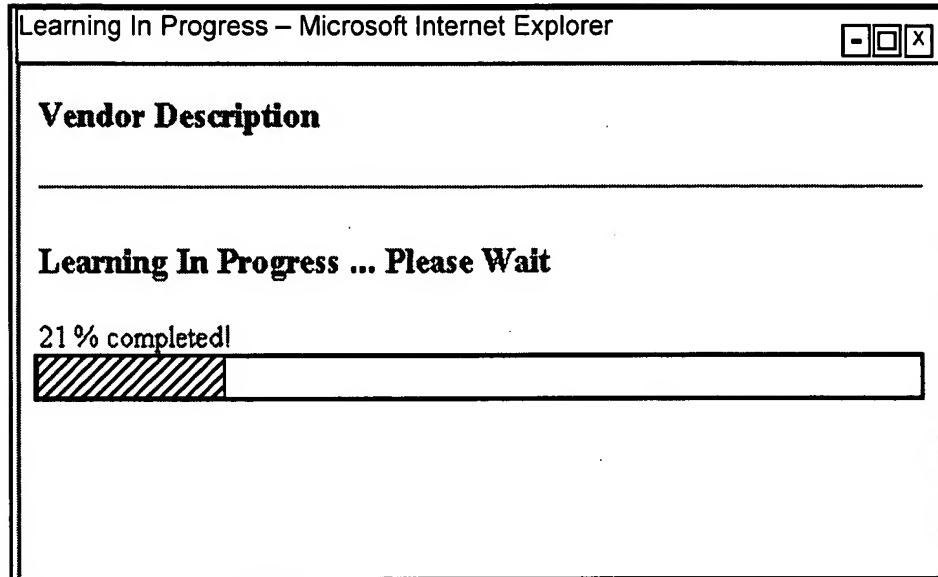 Learning In Progress – Microsoft Internet Explorer
Vendor Description
Learning In Progress ... Please Wait
21% completed!